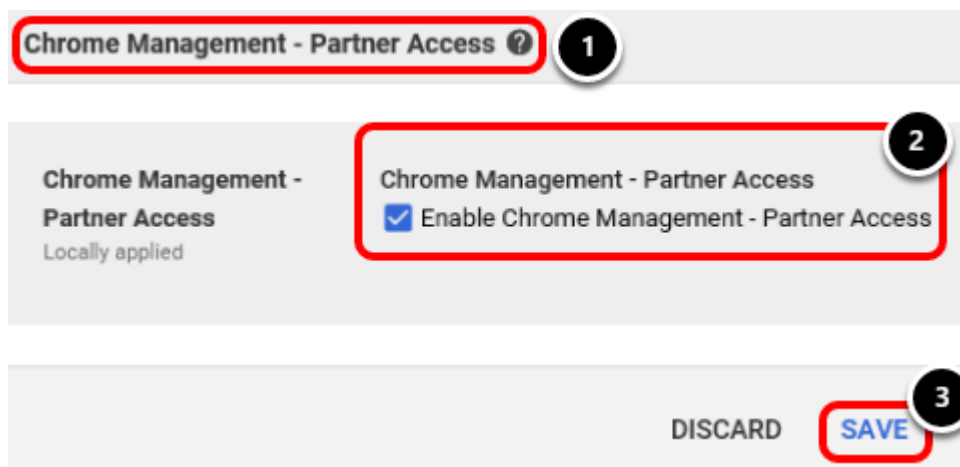 Chrome Management - Partner Access ?
1
2
Chrome Management -
Partner Access
Locally applied
Chrome Management - Partner Access
Enable Chrome Management - Partner Access
3
DISCARD SAVE